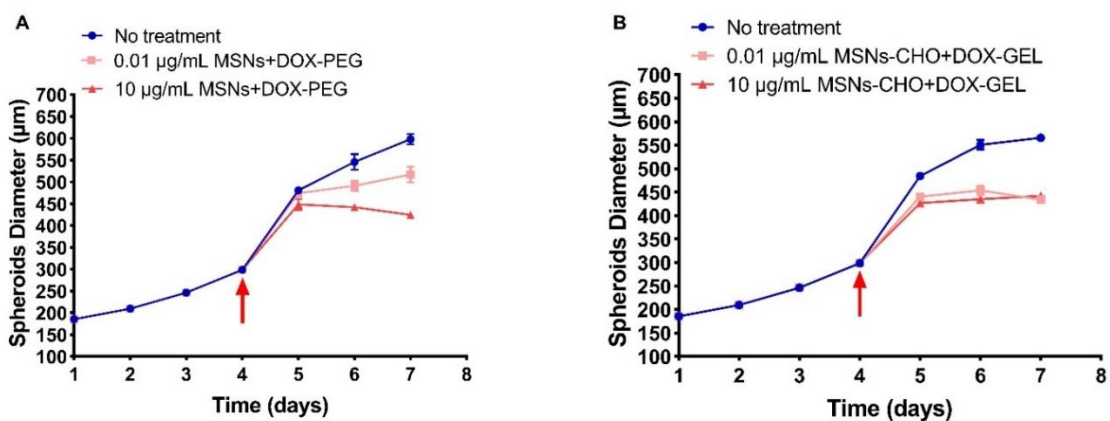 A
No treatment
0.01 µg/mL MSNs+DOX-PEG
10 µg/mL MSNs+DOX-PEG
Spheroids Diameter (µm)
700
650
600
550
500
450
400
350
300
250
200
150
100
1 2 3 4 5 6 7 8
Time (days)
B
No treatment
0.01 µg/mL MSNs-CHO+DOX-GEL
10 µg/mL MSNs-CHO+DOX-GEL
Spheroids Diameter (µm)
700
650
600
550
500
450
400
350
300
250
200
150
100
1 2 3 4 5 6 7 8
Time (days)